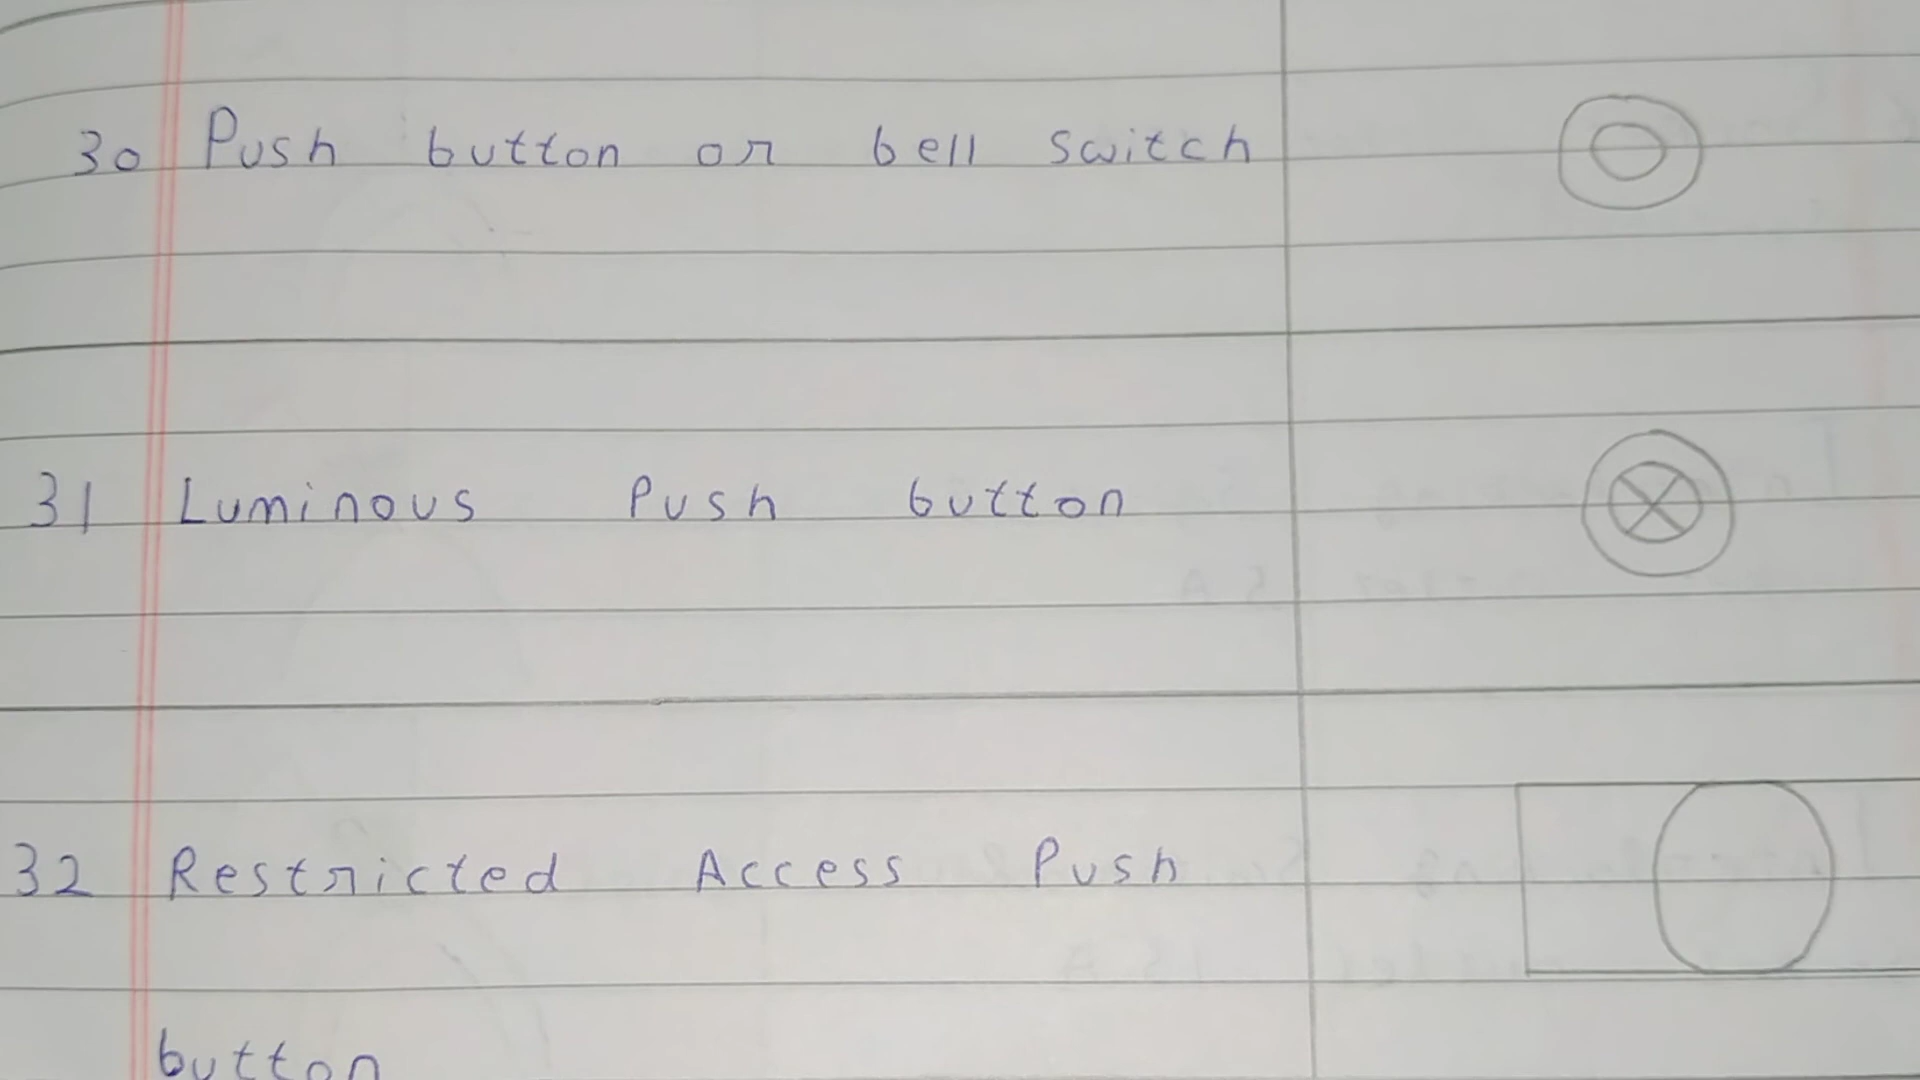 30 Push button or bell switch
31 Luminous Push button
32 Restricted Access Push
button